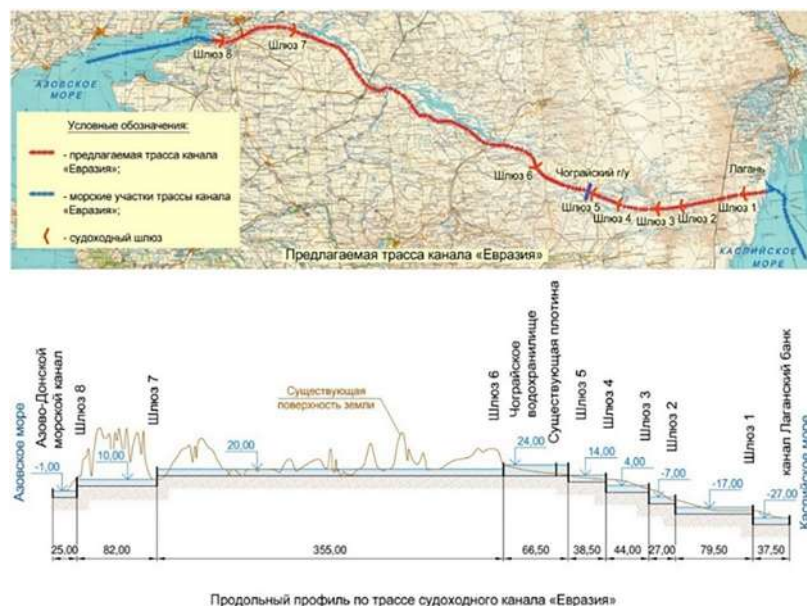 Шлюз 8
Шлюз 7
АЗОВСКОЕ
МОРЕ
Условные обозначения:
- предлагаемая трасса канала
«Евразия»;
- морские участки трассы канала
«Евразия»;
- судоходный шлюз
Шлюз 6
Чограйский г/у
Шлюз 5
Шлюз 4
Шлюз 3
Шлюз 2
Шлюз 1
Лагань
КАСПИЙСКОЕ
МОРЕ
Предлагаемая трасса канала «Евразия»
Азовское море
Азово-Донской
морской канал
Шлюз 8
Шлюз 7
Существующая
поверхность земли
Шлюз 6
Чограйское
водохранилище
Существующая плотина
Шлюз 5
Шлюз 4
Шлюз 3
Шлюз 2
Шлюз 1
канал Лаганский банк
Каспийское море
-1,00
10,00
20,00
24,00
14,00
4,00
-7,00
-17,00
-27,00
25,00 82,00 355,00 66,50 38,50 44,00 27,00 79,50 37,50
Продольный профиль по трассе судоходного канала «Евразия»